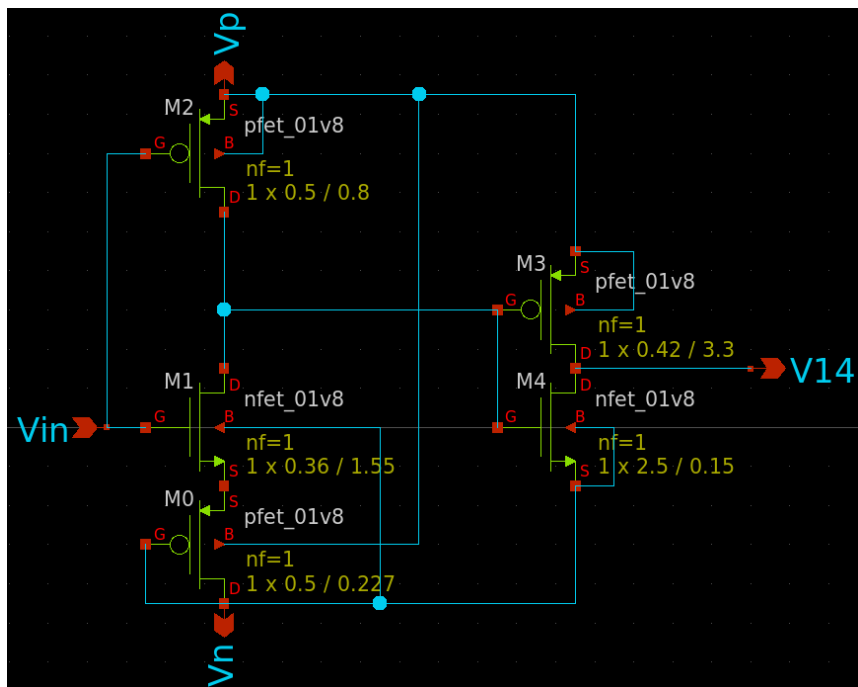 Vp
M2
S
G
B
pfet_01v8
nf=1
1 x 0.5 / 0.8
D
M3
S
G
B
pfet_01v8
nf=1
1 x 0.42 / 3.3
D
V14
M1
D
nfet_01v8
G
B
Vin
nf=1
1 x 0.36 / 1.55
S
M4
D
nfet_01v8
G
B
nf=1
1 x 2.5 / 0.15
S
M0
S
pfet_01v8
G
B
nf=1
1 x 0.5 / 0.227
D
Vn